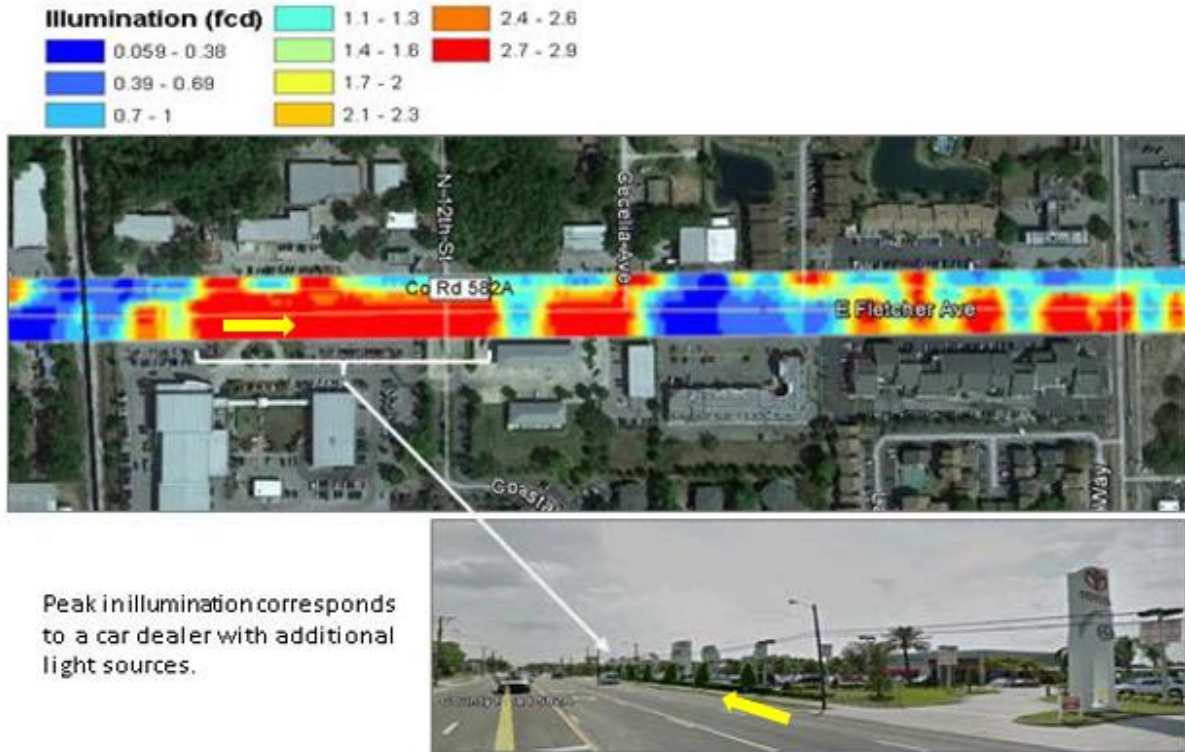 Illumination (fcd)
0.059 - 0.38
0.39 - 0.69
0.7 - 1
1.1 - 1.3
1.4 - 1.6
1.7 - 2
2.1 - 2.3
2.4 - 2.6
2.7 - 2.9
N 12th St
Cecelia Ave
Co Rd 582A
E Fletcher Ave
Coasta
Way
Peak in illumination corresponds
to a car dealer with additional
light sources.
TOYOTA